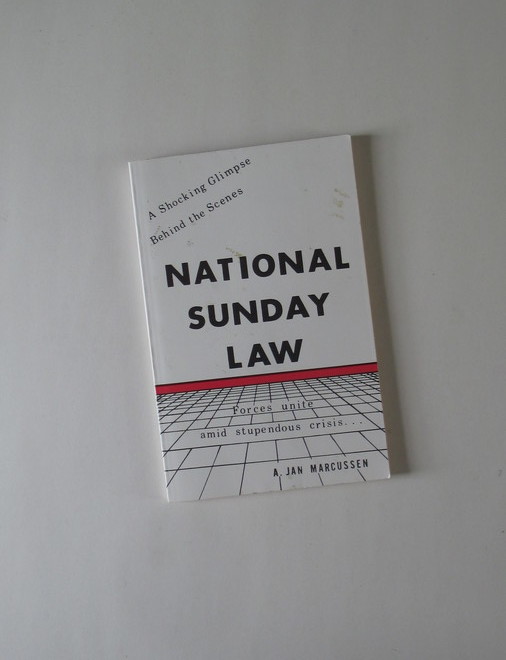 A Shocking Glimpse
Behind the Scenes
NATIONAL
SUNDAY
LAW
Forces unite
amid stupendous crisis...
A. JAN MARCUSSEN